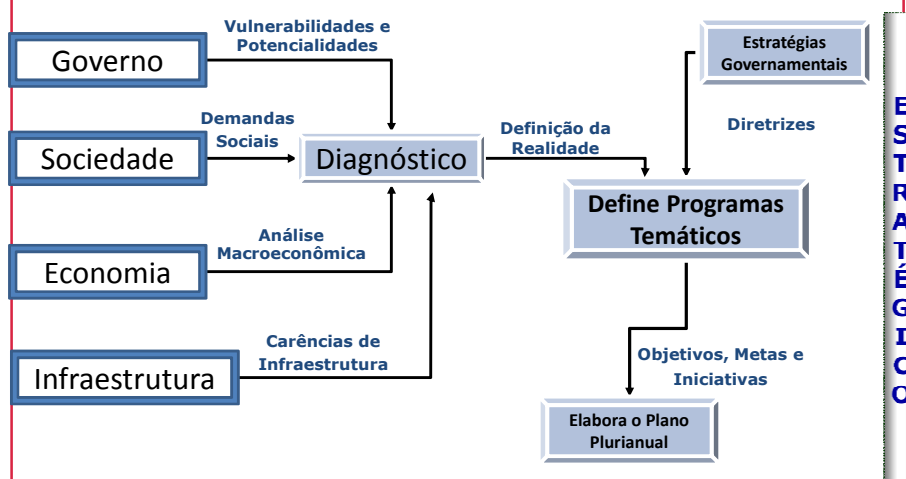 Vulnerabilidades e
Potencialidades
Governo
Estratégias
Governamentais
Demandas
Sociais
Sociedade
Diagnóstico
Definição da
Realidade
Diretrizes
Define Programas
Temáticos
Análise
Macroeconômica
Economia
Carências de
Infraestrutura
Infraestrutura
Objetivos, Metas e
Iniciativas
Elabora o Plano
Plurianual
E
S
T
R
A
T
É
G
I
C
O